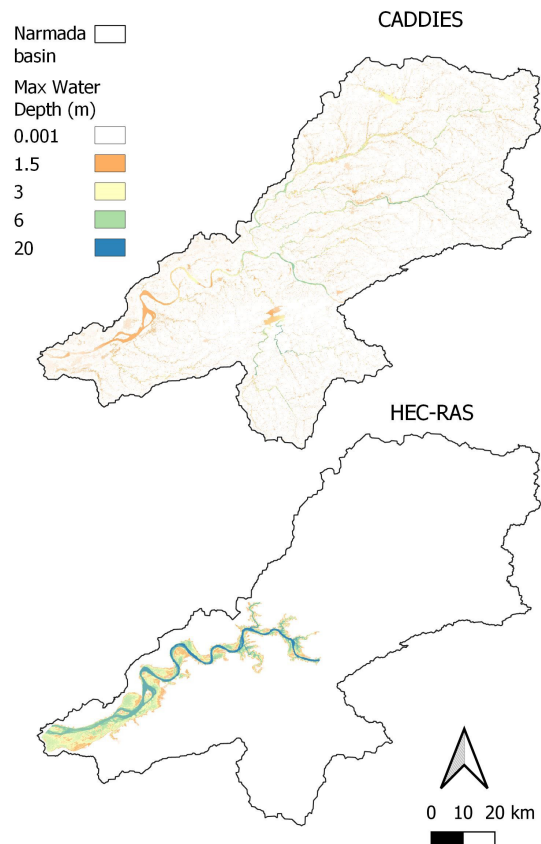 CADDIES
Narmada
basin
Max Water
Depth (m)
0.001
1.5
3
6
20
HEC-RAS
0 10 20 km